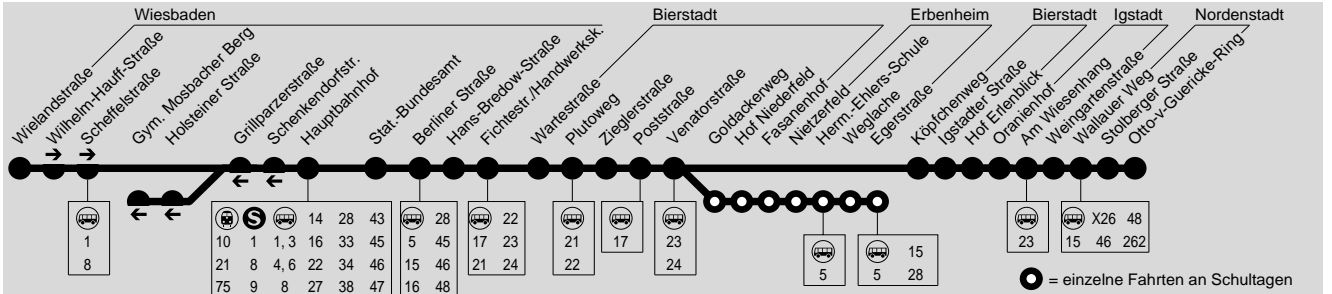 Wiesbaden Bierstadt Erbenheim Bierstadt Igstadt Nordenstadt
Wielandstraße
Wilhelm-Hauff-Straße
Scheffelstraße
Gym. Mosbacher Berg
Holsteiner Straße
Grillparzerstraße
Schenkendorfstr.
Hauptbahnhof
Stat.-Bundesamt
Berliner Straße
Hans-Bredow-Straße
Fichtestr./Handwerksk.
Wartestraße
Plutoweg
Zieglerstraße
Poststraße
Venatorstraße
Goldackerweg
Hof Niederfeld
Fasanenhof
Nietzerfeld
Herm.-Ehlers-Schule
Weglache
Egerstraße
Köpfchenweg
Igstadter Straße
Hof Erlenblick
Oranienhof
Am Wiesenhang
Weingartenstraße
Wallauer Weg
Stolberger Straße
Otto-v-Guericke-Ring
1
8
S 14 28 43
10 1 1, 3 16 33 45
21 8 4, 6 22 34 46
75 9 8 27 38 47
28
5 45
15 46
16 48
22
17 23
21 24
21
22
17
23
24
5
15
5 28
23
X26 48
15 46 262
= einzelne Fahrten an Schultagen